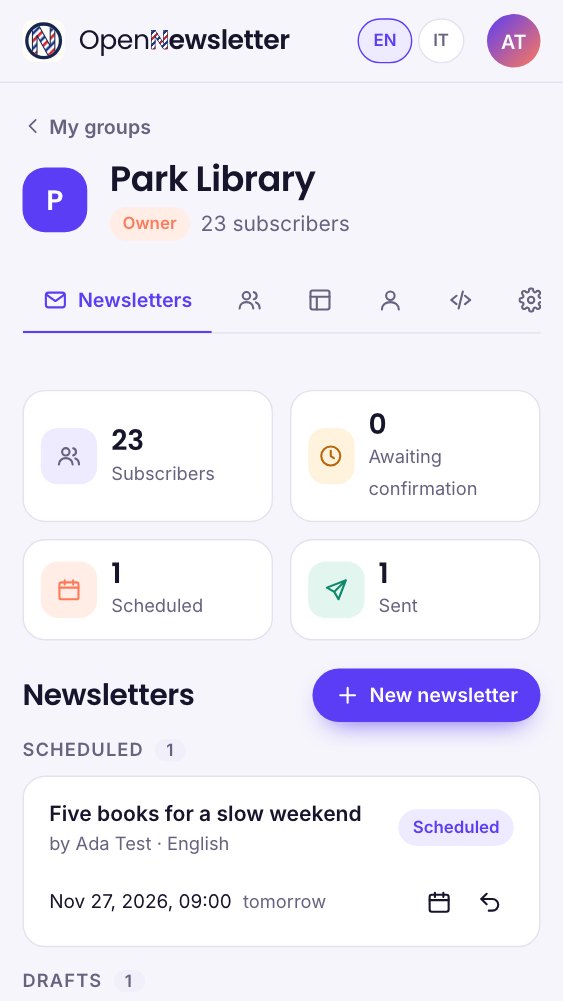 OpenNewsletter
EN
IT
AT
My groups
P
Park Library
Owner
23 subscribers
Newsletters
23
Subscribers
0
Awaiting
confirmation
1
Scheduled
1
Sent
Newsletters
New newsletter
SCHEDULED 1
Five books for a slow weekend
by Ada Test · English
Scheduled
Nov 27, 2026, 09:00 tomorrow
DRAFTS 1